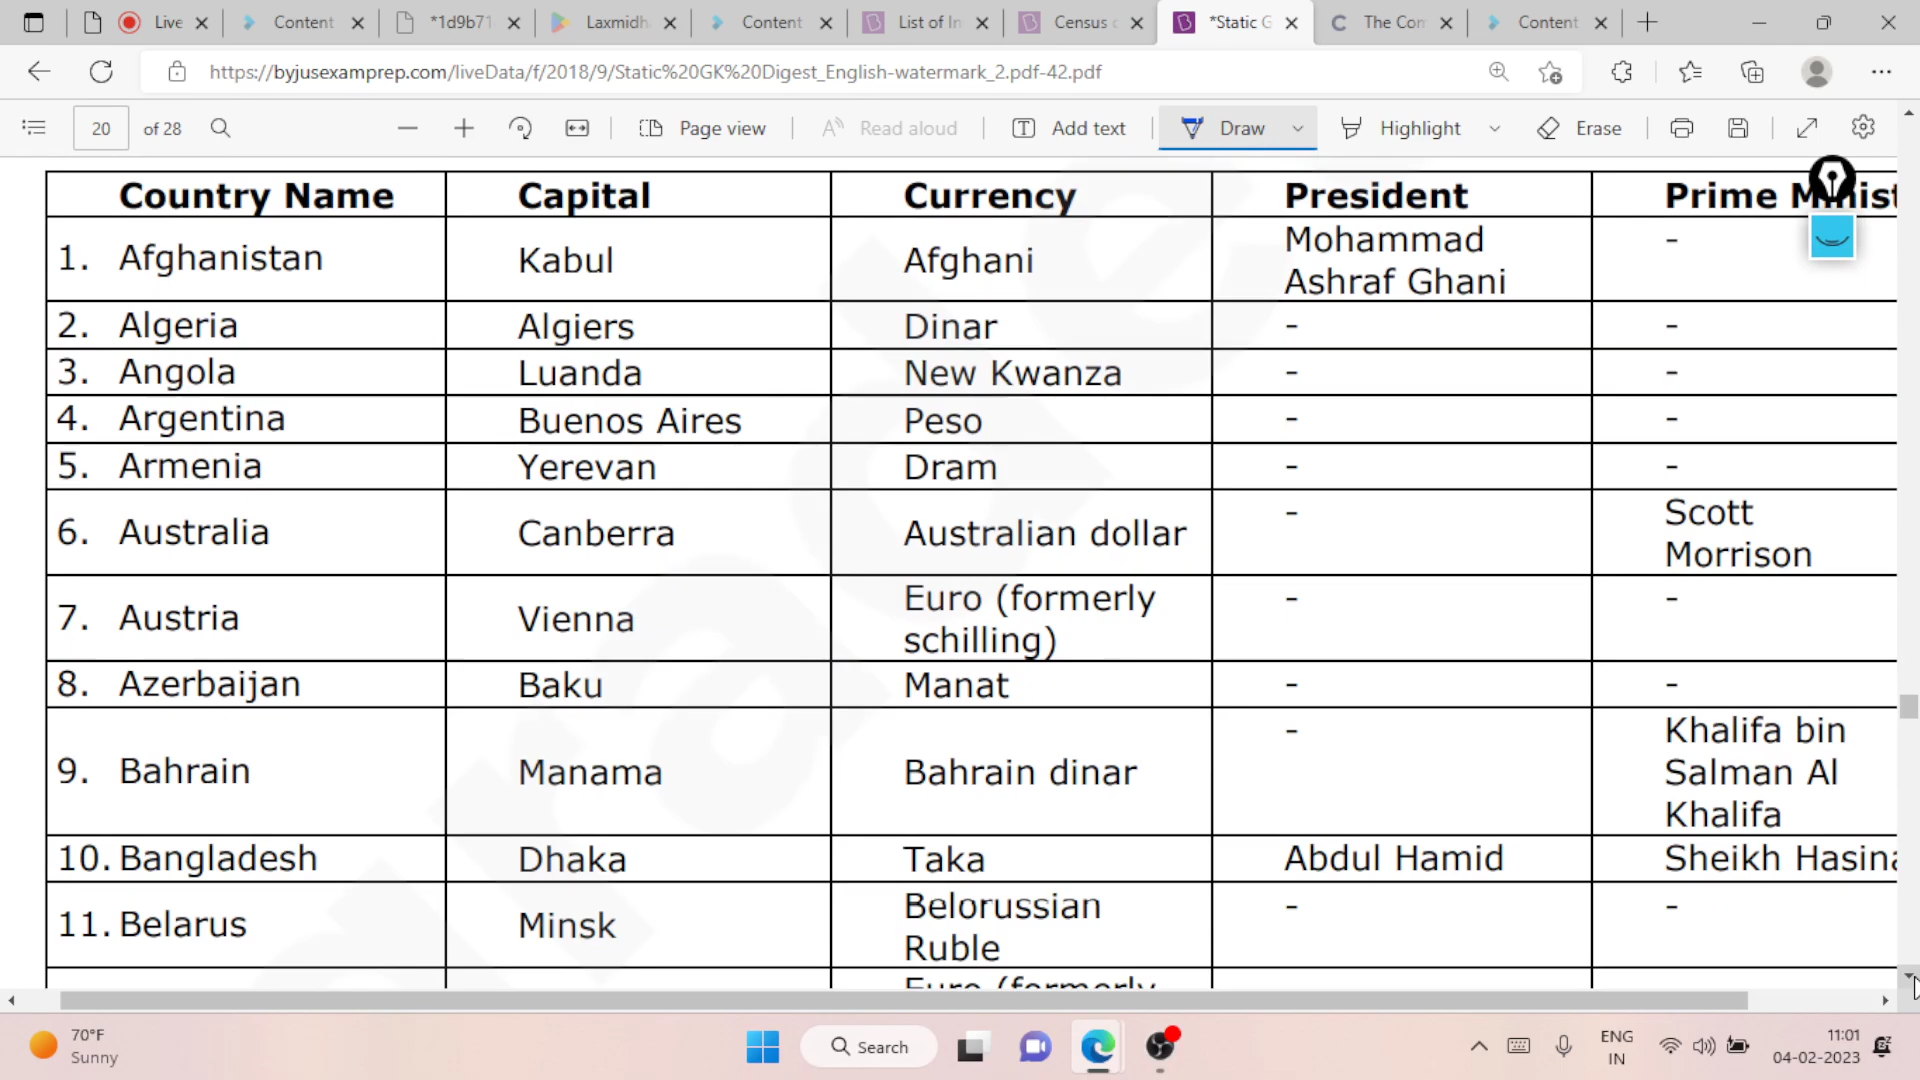 Live
Content
*1d9b71
Laxmidh
Content
List of In
Census c
*Static G
The Con
Content
https://byjusexamprep.com/liveData/f/2018/9/Static%20GK%20Digest_English-watermark_2.pdf-42.pdf
20 of 28
Page view
Read aloud
Add text
Draw
Highlight
Erase
Country Name Capital Currency President Prime Minist
1. Afghanistan Kabul Afghani Mohammad
Ashraf Ghani -
2. Algeria Algiers Dinar - -
3. Angola Luanda New Kwanza - -
4. Argentina Buenos Aires Peso - -
5. Armenia Yerevan Dram - -
6. Australia Canberra Australian dollar - Scott
Morrison
7. Austria Vienna Euro (formerly
schilling) - -
8. Azerbaijan Baku Manat - -
9. Bahrain Manama Bahrain dinar - Khalifa bin
Salman Al
Khalifa
10. Bangladesh Dhaka Taka Abdul Hamid Sheikh Hasina
11. Belarus Minsk Belorussian
Ruble - -
Euro (formerly
70°F
Sunny
Search
ENG
IN
11:01
04-02-2023